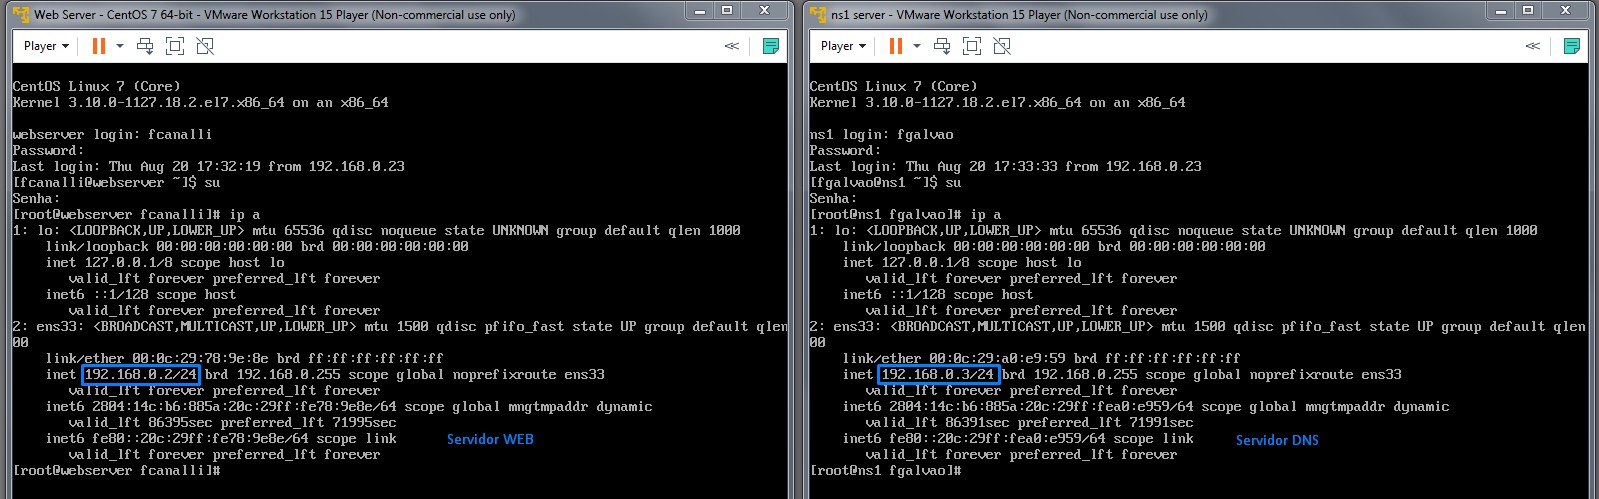 Web Server - CentOS 7 64-bit - VMware Workstation 15 Player (Non-commercial use only)
Player
CentOS Linux 7 (Core)
Kernel 3.10.0-1127.18.2.el7.x86_64 on an x86_64
webserver login: fcanalli
Password:
Last login: Thu Aug 20 17:32:19 from 192.168.0.23
[fcanalli@webserver ~]$ su
Senha:
[root@webserver fcanalli]# ip a
1: lo: <LOOPBACK,UP,LOWER_UP> mtu 65536 qdisc noqueue state UNKNOWN group default qlen 1000
link/loopback 00:00:00:00:00:00 brd 00:00:00:00:00:00
inet 127.0.0.1/8 scope host lo
valid_lft forever preferred_lft forever
inet6 ::1/128 scope host
valid_lft forever preferred_lft forever
2: ens33: <BROADCAST,MULTICAST,UP,LOWER_UP> mtu 1500 qdisc pfifo_fast state UP group default qlen
00
link/ether 00:0c:29:78:9e:8e brd ff:ff:ff:ff:ff:ff
inet 192.168.0.2/24 brd 192.168.0.255 scope global noprefixroute ens33
valid_lft forever preferred_lft forever
inet6 2804:14c:b6:885a:20c:29ff:fe78:9e8e/64 scope global mngtmpaddr dynamic
valid_lft 86395sec preferred_lft 71995sec
inet6 fe80::20c:29ff:fe78:9e8e/64 scope link
Servidor WEB
valid_lft forever preferred_lft forever
[root@webserver fcanalli]#
ns1 server - VMware Workstation 15 Player (Non-commercial use only)
Player
CentOS Linux 7 (Core)
Kernel 3.10.0-1127.18.2.el7.x86_64 on an x86_64
ns1 login: fgalvao
Password:
Last login: Thu Aug 20 17:33:33 from 192.168.0.23
[fgalvao@ns1 ~]$ su
Senha:
[root@ns1 fgalvao]# ip a
1: lo: <LOOPBACK,UP,LOWER_UP> mtu 65536 qdisc noqueue state UNKNOWN group default qlen 1000
link/loopback 00:00:00:00:00:00 brd 00:00:00:00:00:00
inet 127.0.0.1/8 scope host lo
valid_lft forever preferred_lft forever
inet6 ::1/128 scope host
valid_lft forever preferred_lft forever
2: ens33: <BROADCAST,MULTICAST,UP,LOWER_UP> mtu 1500 qdisc pfifo_fast state UP group default qlen
00
link/ether 00:0c:29:a0:e9:59 brd ff:ff:ff:ff:ff:ff
inet 192.168.0.3/24 brd 192.168.0.255 scope global noprefixroute ens33
valid_lft forever preferred_lft forever
inet6 2804:14c:b6:885a:20c:29ff:fea0:e959/64 scope global mngtmpaddr dynamic
valid_lft 86391sec preferred_lft 71991sec
inet6 fe80::20c:29ff:fea0:e959/64 scope link
Servidor DNS
valid_lft forever preferred_lft forever
[root@ns1 fgalvao]#